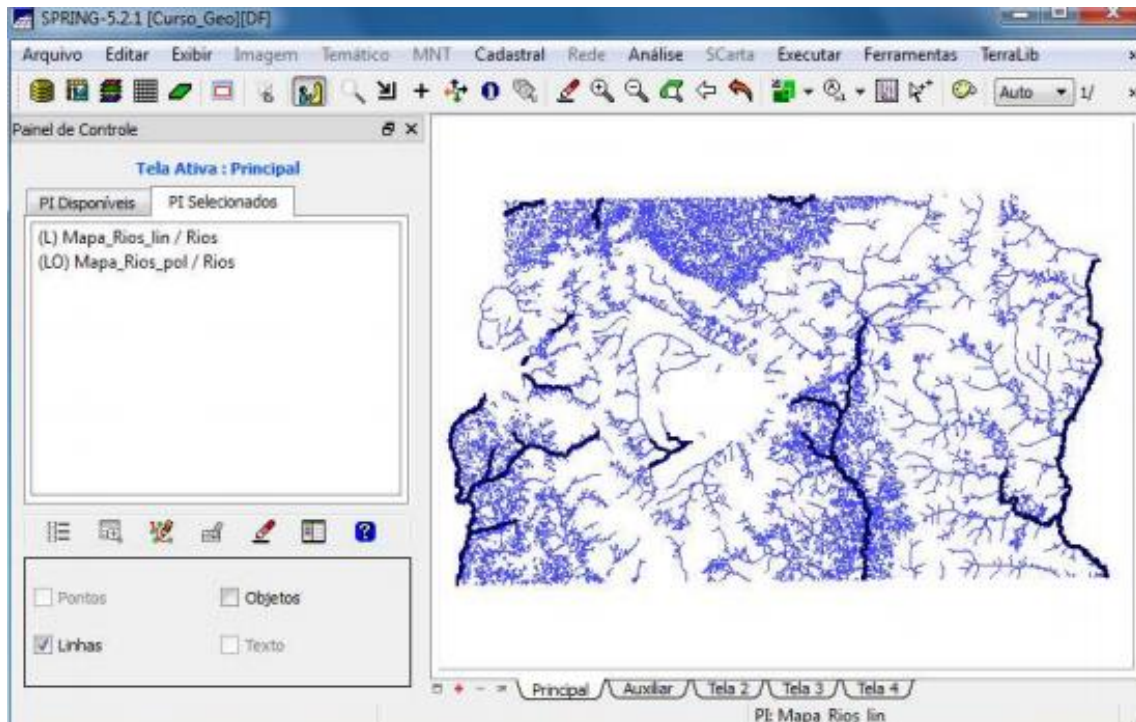 SPRING-5.2.1 [Curso_Geo][DF]
Arquivo Editar Exibir Imagem Temático MNT Cadastral Rede Análise SCarta Executar Ferramentas TerraLib
Auto 1/
Painel de Controle
Tela Ativa : Principal
PI Disponíveis PI Selecionados
(L) Mapa_Rios_lin / Rios
(LO) Mapa_Rios_pol / Rios
Pontos Objetos
Linhas Texto
Principal Auxiliar Tela 2 Tela 3 Tela 4
PI: Mapa_Rios_lin